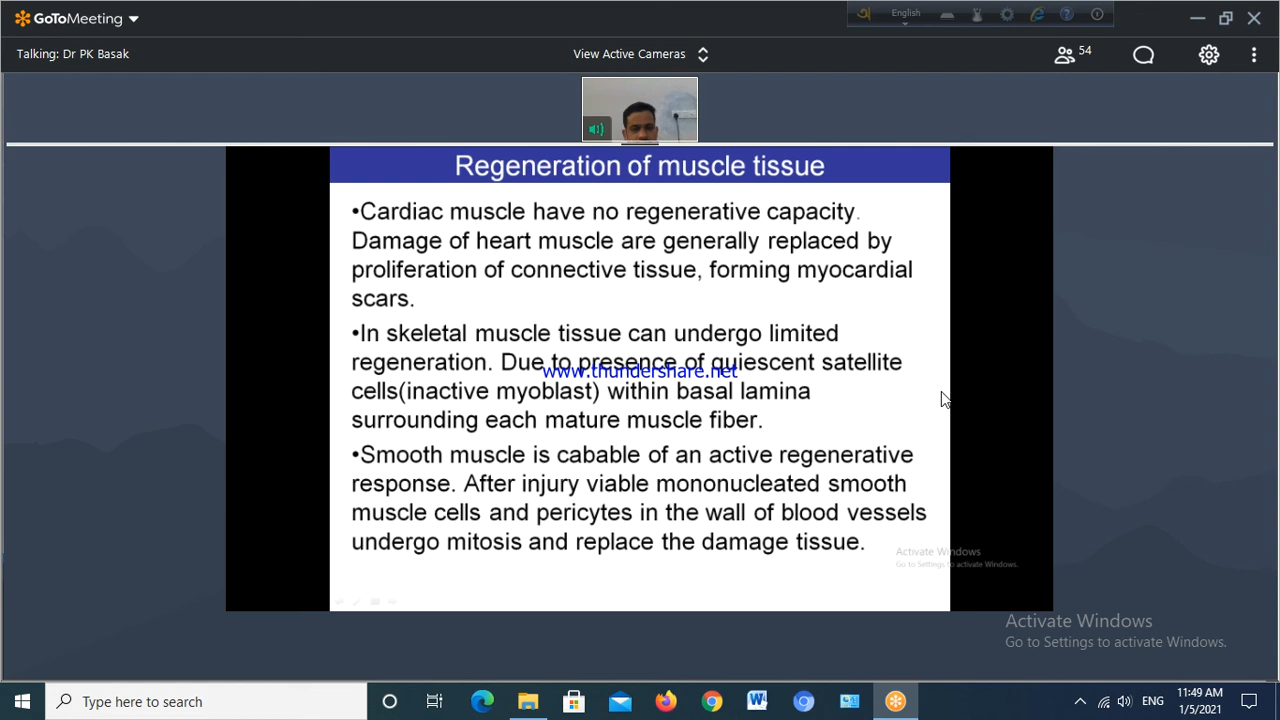 GoToMeeting
English
Talking: Dr PK Basak
View Active Cameras
54
Regeneration of muscle tissue
•Cardiac muscle have no regenerative capacity.
Damage of heart muscle are generally replaced by
proliferation of connective tissue, forming myocardial
scars.
•In skeletal muscle tissue can undergo limited
regeneration. Due to presence of quiescent satellite
www.thundershare.net
cells(inactive myoblast) within basal lamina
surrounding each mature muscle fiber.
•Smooth muscle is cabable of an active regenerative
response. After injury viable mononucleated smooth
muscle cells and pericytes in the wall of blood vessels
undergo mitosis and replace the damage tissue.
Activate Windows
Go to Settings to activate Windows.
Activate Windows
Go to Settings to activate Windows.
Type here to search
ENG
11:49 AM
1/5/2021